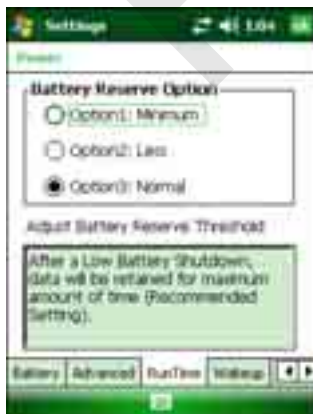 Settings
1:04
ok
Power
Battery Reserve Option
Option1: Minimum
Option2: Less
Option3: Normal
Adjust Battery Reserve Threshold
After a Low Battery Shutdown,
data will be retained for maximum
amount of time (Recommended
Setting).
Battery Advanced RunTime Wakeup